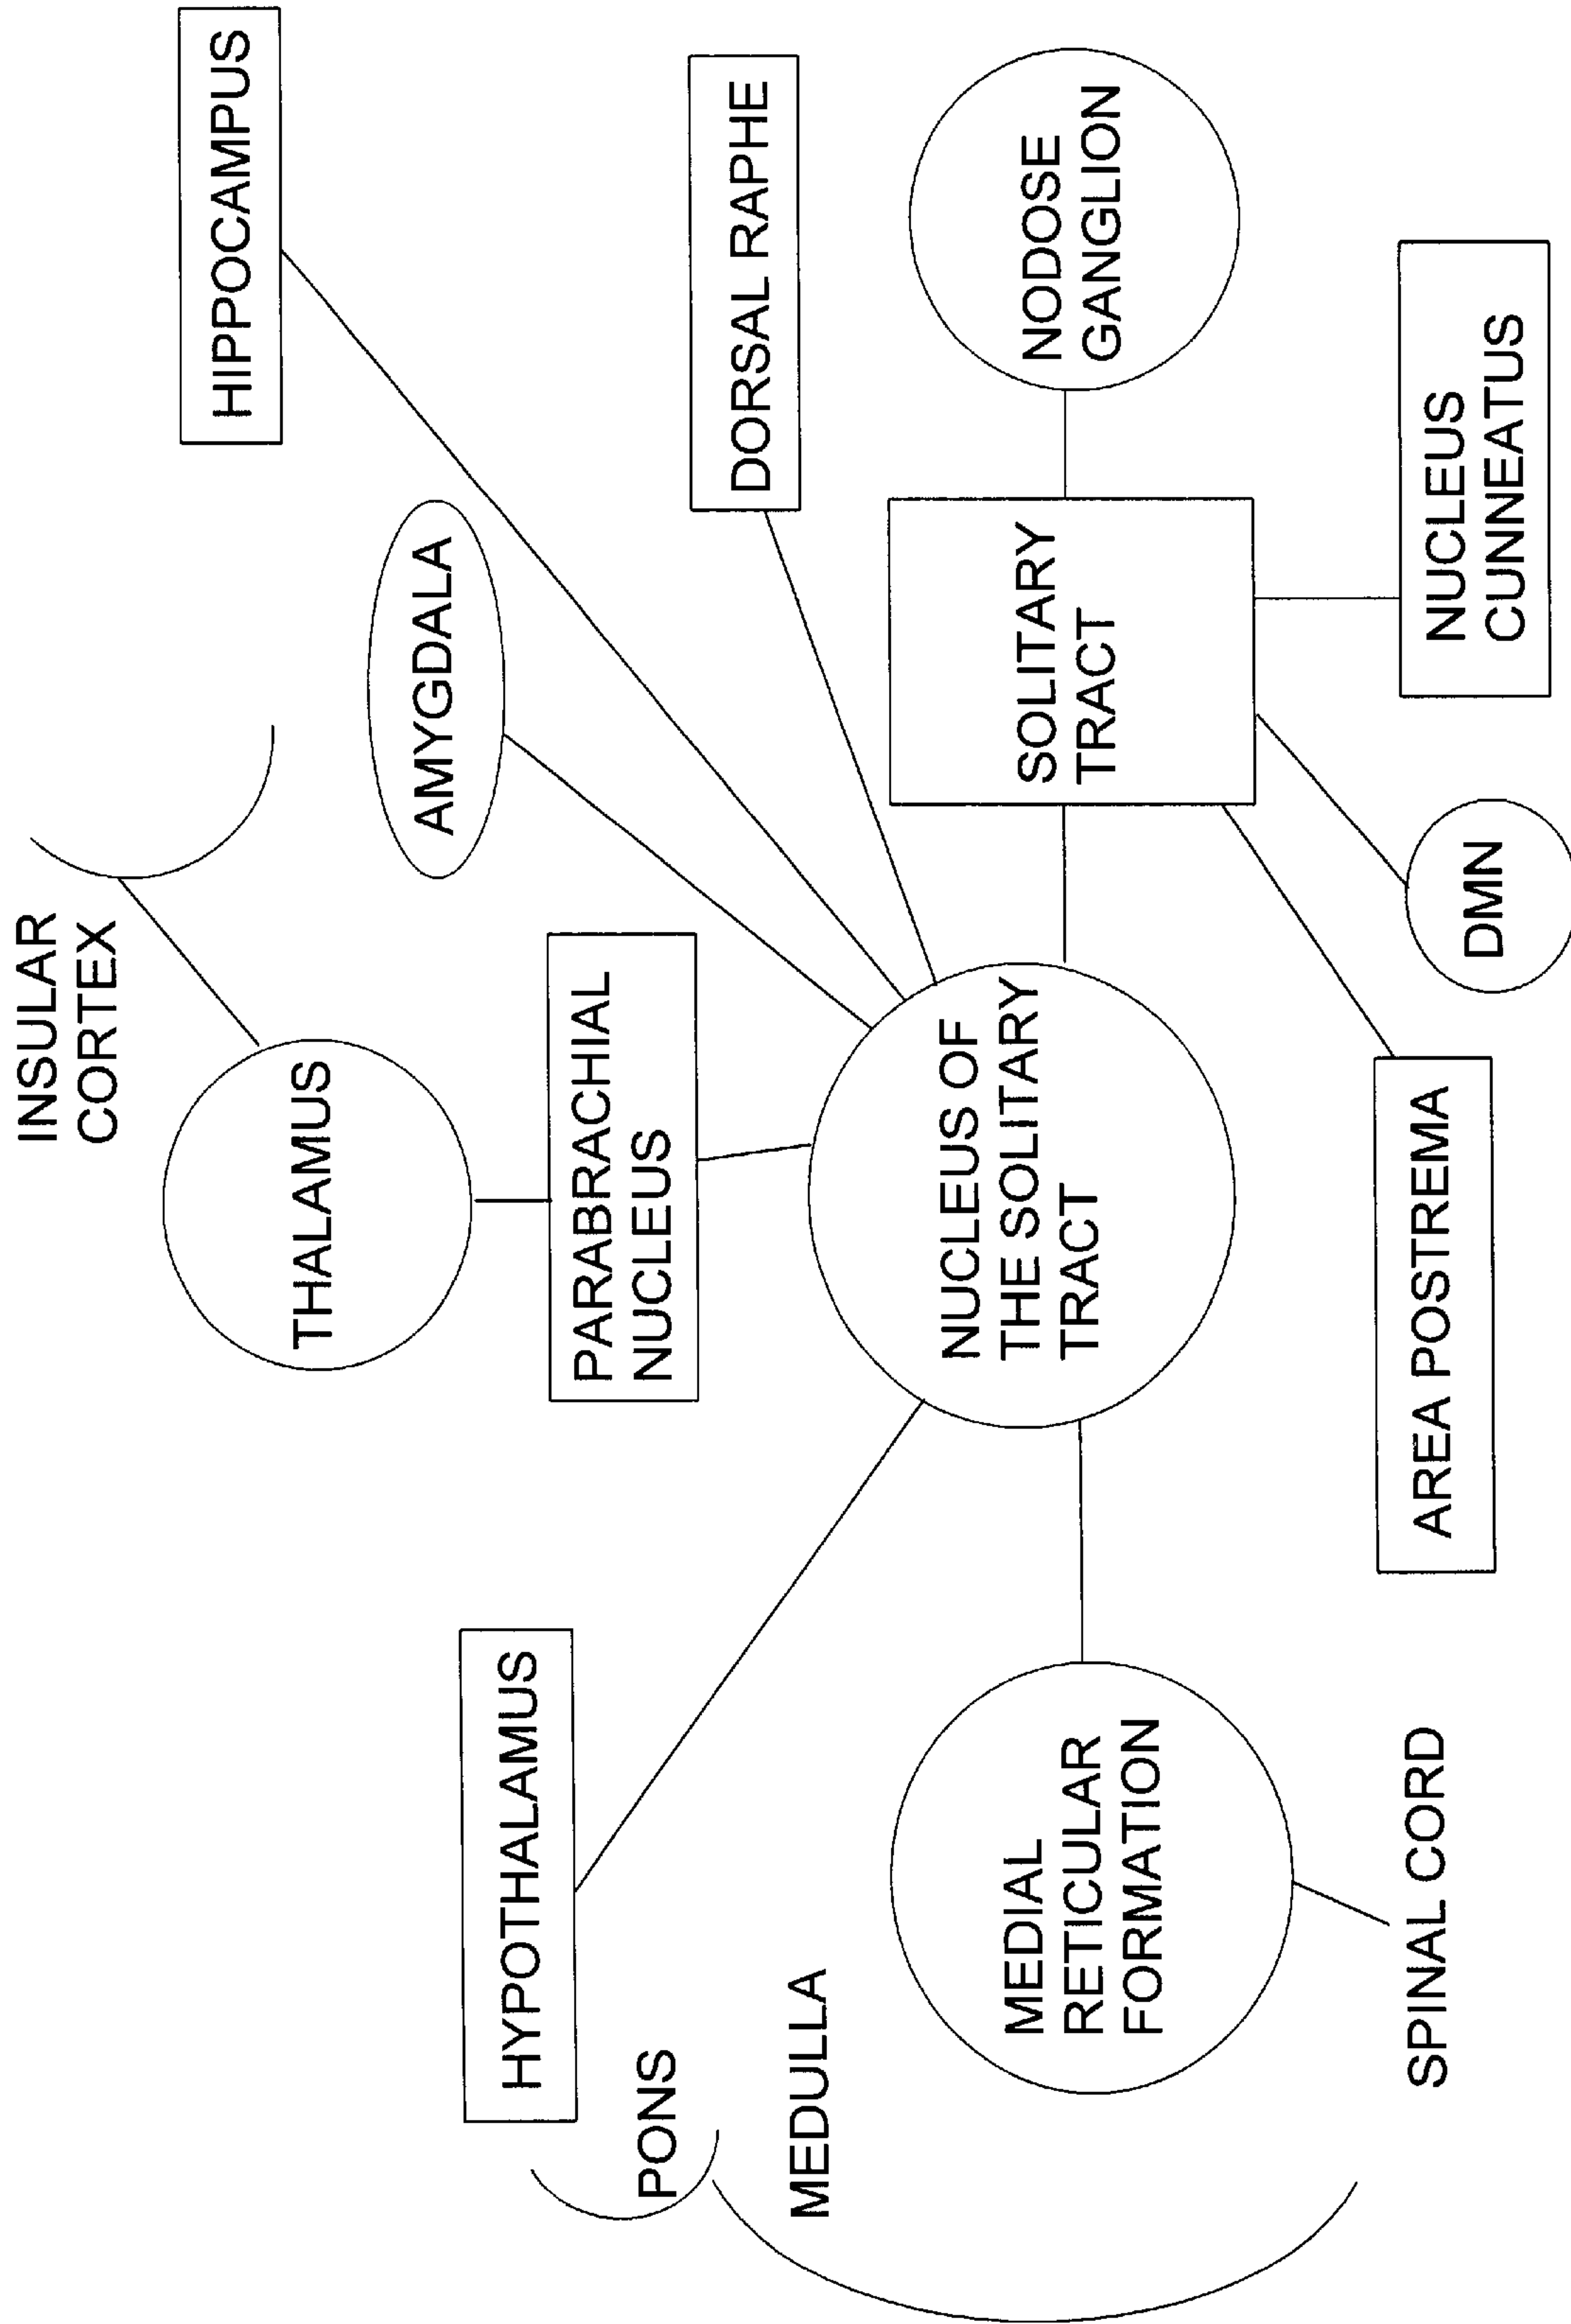 INSULAR
CORTEX
HIPPOCAMPUS
THALAMUS
AMYGDALA
HYPOTHALAMUS
PARABRACHIAL
NUCLEUS
DORSAL RAPHE
PONS
MEDULLA
NUCLEUS OF
THE SOLITARY
TRACT
SOLITARY
TRACT
NODOSE
GANGLION
MEDIAL
RETICULAR
FORMATION
SPINAL CORD
AREA POSTREMA
DMN
NUCLEUS
CUNNEATUS